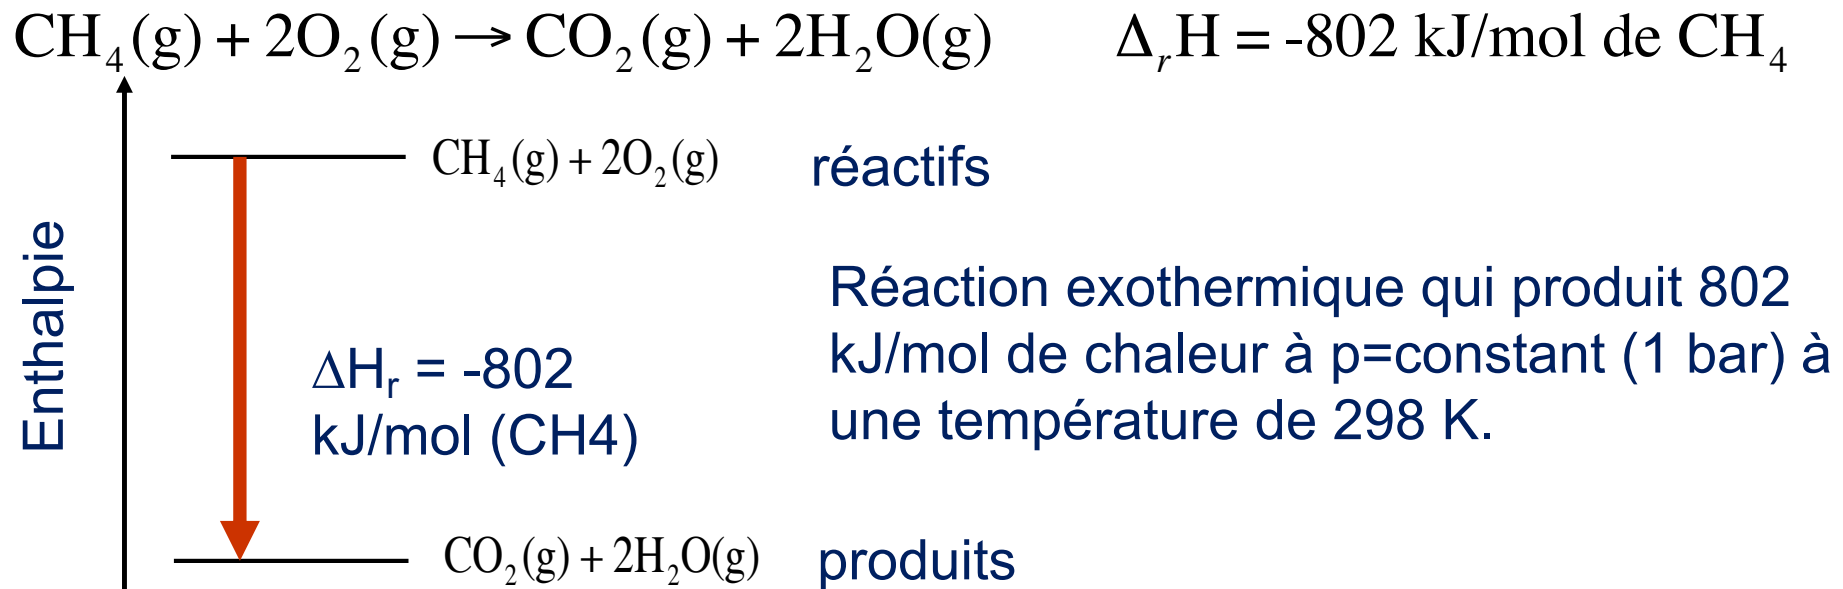 CH₄(g) + 2O₂(g) → CO₂(g) + 2H₂O(g) ΔᵣH = -802 kJ/mol de CH₄
CH₄(g) + 2O₂(g) réactifs
Enthalpie
Réaction exothermique qui produit 802
kJ/mol de chaleur à p=constant (1 bar) à
une température de 298 K.
ΔHᵣ = -802
kJ/mol (CH4)
CO₂(g) + 2H₂O(g) produits